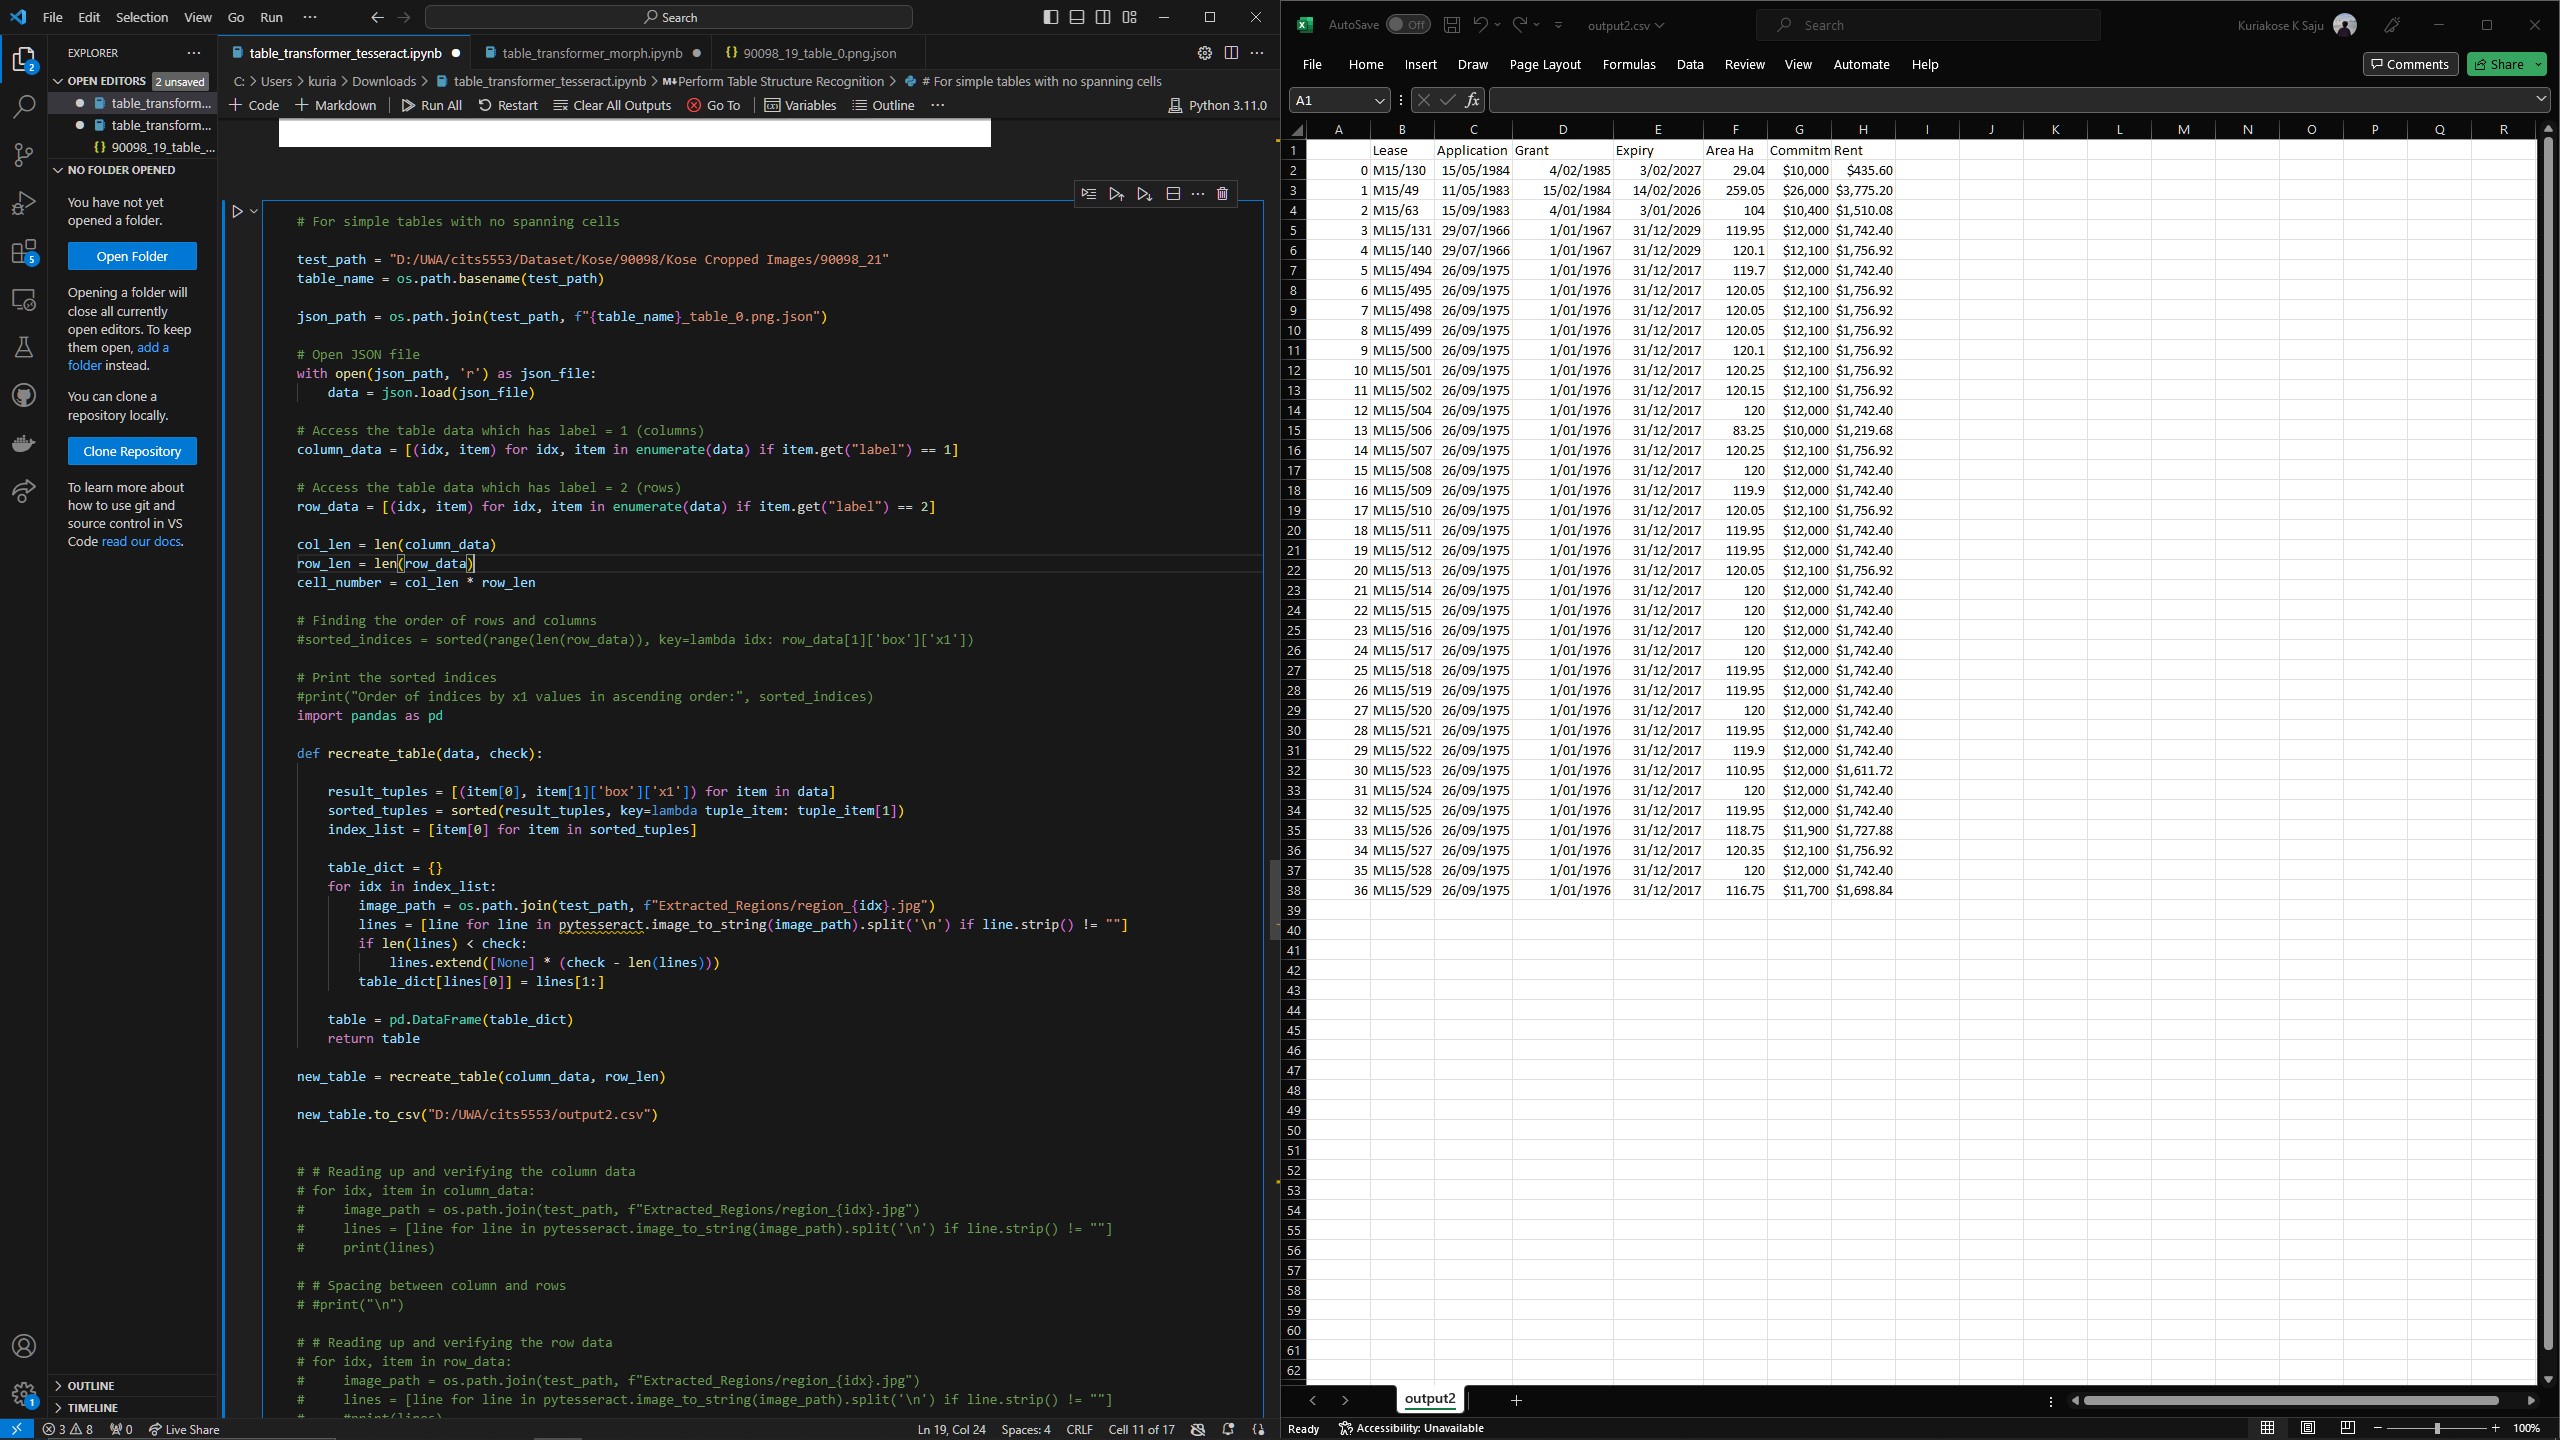 File Edit Selection View Go Run ··· Search
EXPLORER ···
OPEN EDITORS 2 unsaved
table_transform...
table_transform...
90098_19_table_...
NO FOLDER OPENED
You have not yet
opened a folder.
Open Folder
Opening a folder will
close all currently
open editors. To keep
them open, add a
folder instead.
You can clone a
repository locally.
Clone Repository
To learn more about
how to use git and
source control in VS
Code read our docs.
OUTLINE
TIMELINE
2
5
1
table_transformer_tesseract.ipynb table_transformer_morph.ipynb 90098_19_table_0.png.json
C: > Users > kuria > Downloads > table_transformer_tesseract.ipynb > Perform Table Structure Recognition > # For simple tables with no spanning cells
+ Code + Markdown Run All Restart Clear All Outputs Go To Variables Outline ··· Python 3.11.0
# For simple tables with no spanning cells
test_path = "D:/UWA/cits5553/Dataset/Kose/90098/Kose Cropped Images/90098_21"
table_name = os.path.basename(test_path)
json_path = os.path.join(test_path, f"{table_name}_table_0.png.json")
# Open JSON file
with open(json_path, 'r') as json_file:
data = json.load(json_file)
# Access the table data which has label = 1 (columns)
column_data = [(idx, item) for idx, item in enumerate(data) if item.get("label") == 1]
# Access the table data which has label = 2 (rows)
row_data = [(idx, item) for idx, item in enumerate(data) if item.get("label") == 2]
col_len = len(column_data)
row_len = len(row_data)
cell_number = col_len * row_len
# Finding the order of rows and columns
#sorted_indices = sorted(range(len(row_data)), key=lambda idx: row_data[1]['box']['x1'])
# Print the sorted indices
#print("Order of indices by x1 values in ascending order:", sorted_indices)
import pandas as pd
def recreate_table(data, check):
result_tuples = [(item[0], item[1]['box']['x1']) for item in data]
sorted_tuples = sorted(result_tuples, key=lambda tuple_item: tuple_item[1])
index_list = [item[0] for item in sorted_tuples]
table_dict = {}
for idx in index_list:
image_path = os.path.join(test_path, f"Extracted_Regions/region_{idx}.jpg")
lines = [line for line in pytesseract.image_to_string(image_path).split('\n') if line.strip() != ""]
if len(lines) < check:
lines.extend([None] * (check - len(lines)))
table_dict[lines[0]] = lines[1:]
table = pd.DataFrame(table_dict)
return table
new_table = recreate_table(column_data, row_len)
new_table.to_csv("D:/UWA/cits5553/output2.csv")
# # Reading up and verifying the column data
# for idx, item in column_data:
# image_path = os.path.join(test_path, f"Extracted_Regions/region_{idx}.jpg")
# lines = [line for line in pytesseract.image_to_string(image_path).split('\n') if line.strip() != ""]
# print(lines)
# # Spacing between column and rows
# #print("\n")
# # Reading up and verifying the row data
# for idx, item in row_data:
# image_path = os.path.join(test_path, f"Extracted_Regions/region_{idx}.jpg")
# lines = [line for line in pytesseract.image_to_string(image_path).split('\n') if line.strip() != ""]
3 8 0 Live Share Ln 19, Col 24 Spaces: 4 CRLF Cell 11 of 17
AutoSave Off output2.csv Search Kuriakose K Saju
File Home Insert Draw Page Layout Formulas Data Review View Automate Help Comments Share
A1 fx
A B C D E F G H I J K L M N O P Q R
1 Lease Application Grant Expiry Area Ha Commitm Rent
2 0 M15/130 15/05/1984 4/02/1985 3/02/2027 29.04 $10,000 $435.60
3 1 M15/49 11/05/1983 15/02/1984 14/02/2026 259.05 $26,000 $3,775.20
4 2 M15/63 15/09/1983 4/01/1984 3/01/2026 104 $10,400 $1,510.08
5 3 ML15/131 29/07/1966 1/01/1967 31/12/2029 119.95 $12,000 $1,742.40
6 4 ML15/140 29/07/1966 1/01/1967 31/12/2029 120.1 $12,100 $1,756.92
7 5 ML15/494 26/09/1975 1/01/1976 31/12/2017 119.7 $12,000 $1,742.40
8 6 ML15/495 26/09/1975 1/01/1976 31/12/2017 120.05 $12,100 $1,756.92
9 7 ML15/498 26/09/1975 1/01/1976 31/12/2017 120.05 $12,100 $1,756.92
10 8 ML15/499 26/09/1975 1/01/1976 31/12/2017 120.05 $12,100 $1,756.92
11 9 ML15/500 26/09/1975 1/01/1976 31/12/2017 120.1 $12,100 $1,756.92
12 10 ML15/501 26/09/1975 1/01/1976 31/12/2017 120.25 $12,100 $1,756.92
13 11 ML15/502 26/09/1975 1/01/1976 31/12/2017 120.15 $12,100 $1,756.92
14 12 ML15/504 26/09/1975 1/01/1976 31/12/2017 120 $12,000 $1,742.40
15 13 ML15/506 26/09/1975 1/01/1976 31/12/2017 83.25 $10,000 $1,219.68
16 14 ML15/507 26/09/1975 1/01/1976 31/12/2017 120.25 $12,100 $1,756.92
17 15 ML15/508 26/09/1975 1/01/1976 31/12/2017 120 $12,000 $1,742.40
18 16 ML15/509 26/09/1975 1/01/1976 31/12/2017 119.9 $12,000 $1,742.40
19 17 ML15/510 26/09/1975 1/01/1976 31/12/2017 120.05 $12,100 $1,756.92
20 18 ML15/511 26/09/1975 1/01/1976 31/12/2017 119.95 $12,000 $1,742.40
21 19 ML15/512 26/09/1975 1/01/1976 31/12/2017 119.95 $12,000 $1,742.40
22 20 ML15/513 26/09/1975 1/01/1976 31/12/2017 120.05 $12,100 $1,756.92
23 21 ML15/514 26/09/1975 1/01/1976 31/12/2017 120 $12,000 $1,742.40
24 22 ML15/515 26/09/1975 1/01/1976 31/12/2017 120 $12,000 $1,742.40
25 23 ML15/516 26/09/1975 1/01/1976 31/12/2017 120 $12,000 $1,742.40
26 24 ML15/517 26/09/1975 1/01/1976 31/12/2017 120 $12,000 $1,742.40
27 25 ML15/518 26/09/1975 1/01/1976 31/12/2017 119.95 $12,000 $1,742.40
28 26 ML15/519 26/09/1975 1/01/1976 31/12/2017 119.95 $12,000 $1,742.40
29 27 ML15/520 26/09/1975 1/01/1976 31/12/2017 120 $12,000 $1,742.40
30 28 ML15/521 26/09/1975 1/01/1976 31/12/2017 119.95 $12,000 $1,742.40
31 29 ML15/522 26/09/1975 1/01/1976 31/12/2017 119.9 $12,000 $1,742.40
32 30 ML15/523 26/09/1975 1/01/1976 31/12/2017 110.95 $12,000 $1,611.72
33 31 ML15/524 26/09/1975 1/01/1976 31/12/2017 120 $12,000 $1,742.40
34 32 ML15/525 26/09/1975 1/01/1976 31/12/2017 119.95 $12,000 $1,742.40
35 33 ML15/526 26/09/1975 1/01/1976 31/12/2017 118.75 $11,900 $1,727.88
36 34 ML15/527 26/09/1975 1/01/1976 31/12/2017 120.35 $12,100 $1,756.92
37 35 ML15/528 26/09/1975 1/01/1976 31/12/2017 120 $12,000 $1,742.40
38 36 ML15/529 26/09/1975 1/01/1976 31/12/2017 116.75 $11,700 $1,698.84
39
40
41
42
43
44
45
46
47
48
49
50
51
52
53
54
55
56
57
58
59
60
61
62
output2
Ready Accessibility: Unavailable 100%